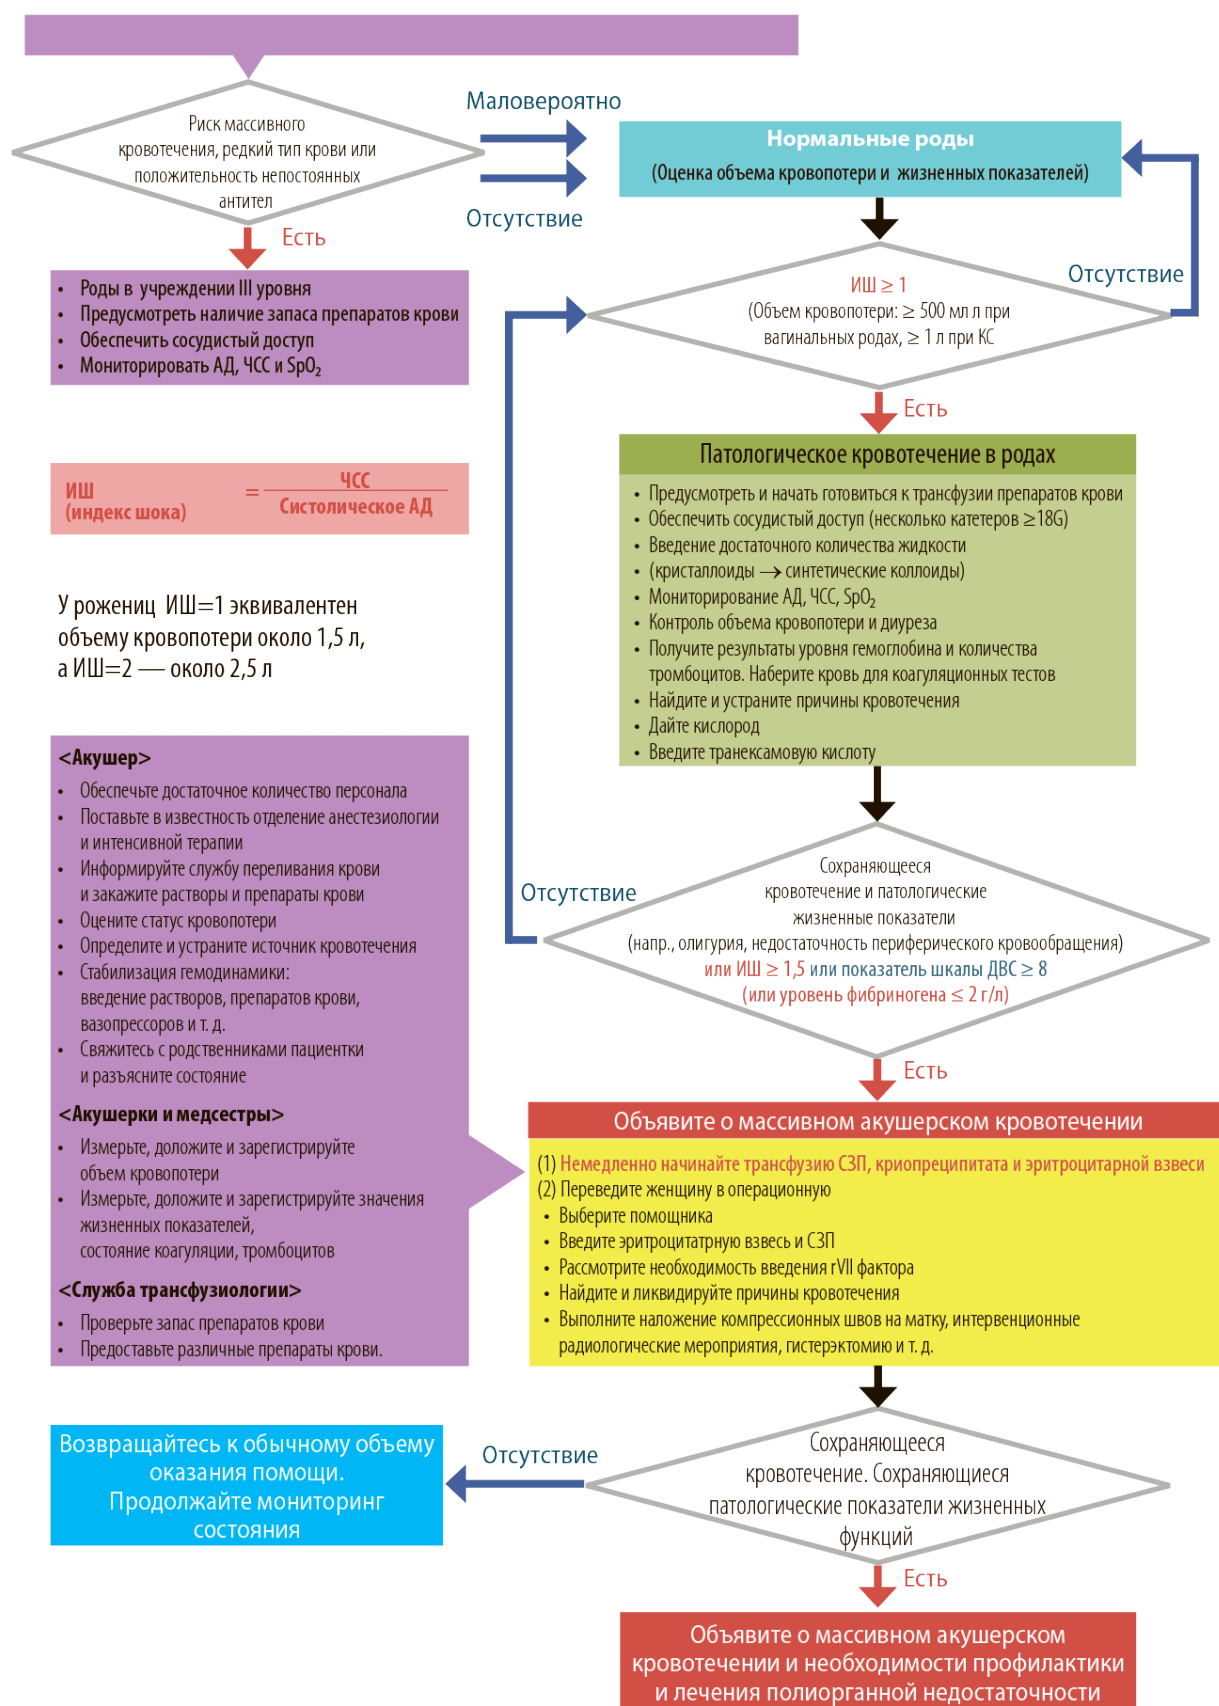 Риск массивного
кровотечения, редкий тип крови или
положительность непостоянных
антител
Маловероятно
Отсутствие
Есть
Нормальные роды
(Оценка объема кровопотери и жизненных показателей)
• Роды в учреждении III уровня
• Предусмотреть наличие запаса препаратов крови
• Обеспечить сосудистый доступ
• Мониторировать АД, ЧСС и SpO₂
Отсутствие
ИШ ≥ 1
(Объем кровопотери: ≥ 500 мл л при
вагинальных родах, ≥ 1 л при КС
Есть
ИШ
(индекс шока)
= ЧСС
Систолическое АД
У рожениц ИШ=1 эквивалентен
объему кровопотери около 1,5 л,
а ИШ=2 — около 2,5 л
Патологическое кровотечение в родах
• Предусмотреть и начать готовиться к трансфузии препаратов крови
• Обеспечить сосудистый доступ (несколько катетеров ≥18G)
• Введение достаточного количества жидкости
• (кристаллоиды → синтетические коллоиды)
• Мониторирование АД, ЧСС, SpO₂
• Контроль объема кровопотери и диуреза
• Получите результаты уровня гемоглобина и количества
тромбоцитов. Наберите кровь для коагуляционных тестов
• Найдите и устраните причины кровотечения
• Дайте кислород
• Введите транексамовую кислоту
Отсутствие
Сохраняющееся
кровотечение и патологические
жизненные показатели
(напр., олигурия, недостаточность периферического кровообращения)
или ИШ ≥ 1,5 или показатель шкалы ДВС ≥ 8
(или уровень фибриногена ≤ 2 г/л)
Есть
<Акушер>
• Обеспечьте достаточное количество персонала
• Поставьте в известность отделение анестезиологии
и интенсивной терапии
• Информируйте службу переливания крови
и закажите растворы и препараты крови
• Оцените статус кровопотери
• Определите и устраните источник кровотечения
• Стабилизация гемодинамики:
введение растворов, препаратов крови,
вазопрессоров и т. д.
• Свяжитесь с родственниками пациентки
и разъясните состояние
<Акушерки и медсестры>
• Измерьте, доложите и зарегистрируйте
объем кровопотери
• Измерьте, доложите и зарегистрируйте значения
жизненных показателей,
состояние коагуляции, тромбоцитов
<Служба трансфузиологии>
• Проверьте запас препаратов крови
• Предоставьте различные препараты крови.
Объявите о массивном акушерском кровотечении
(1) Немедленно начинайте трансфузию СЗП, криопреципитата и эритроцитарной взвеси
(2) Переведите женщину в операционную
• Выберите помощника
• Введите эритроцитатрную взвесь и СЗП
• Рассмотрите необходимость введения rVII фактора
• Найдите и ликвидируйте причины кровотечения
• Выполните наложение компрессионных швов на матку, интервенционные
радиологические мероприятия, гистерэктомию и т. д.
Сохраняющееся
кровотечение. Сохраняющиеся
патологические показатели жизненных
функций
Отсутствие
Возвращайтесь к обычному объему
оказания помощи.
Продолжайте мониторинг
состояния
Есть
Объявите о массивном акушерском
кровотечении и необходимости профилактики
и лечения полиорганной недостаточности